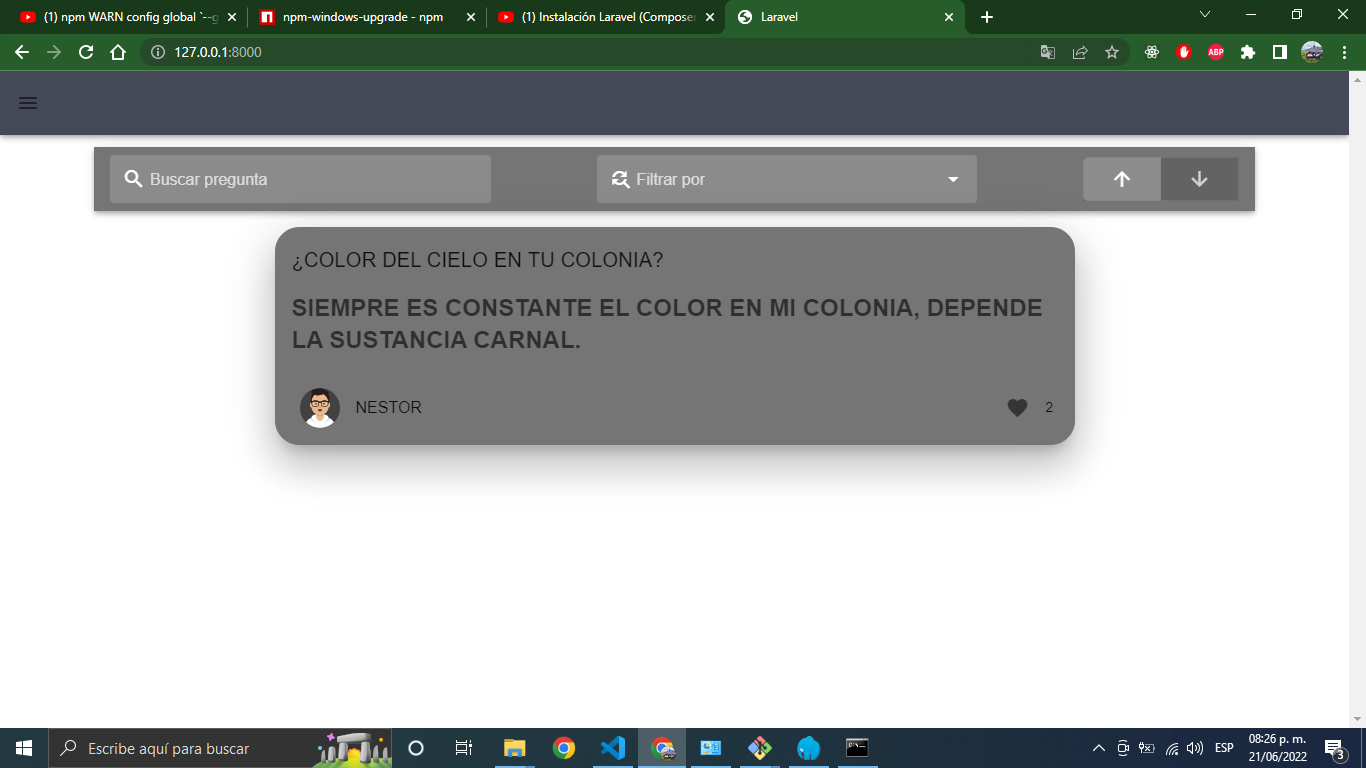 (1) npm WARN config global `--g
npm-windows-upgrade - npm
(1) Instalación Laravel (Composer
Laravel
127.0.0.1:8000
ABP
Buscar pregunta
Filtrar por
¿COLOR DEL CIELO EN TU COLONIA?
SIEMPRE ES CONSTANTE EL COLOR EN MI COLONIA, DEPENDE
LA SUSTANCIA CARNAL.
NESTOR
2
Escribe aquí para buscar
ESP
08:26 p. m.
21/06/2022
3